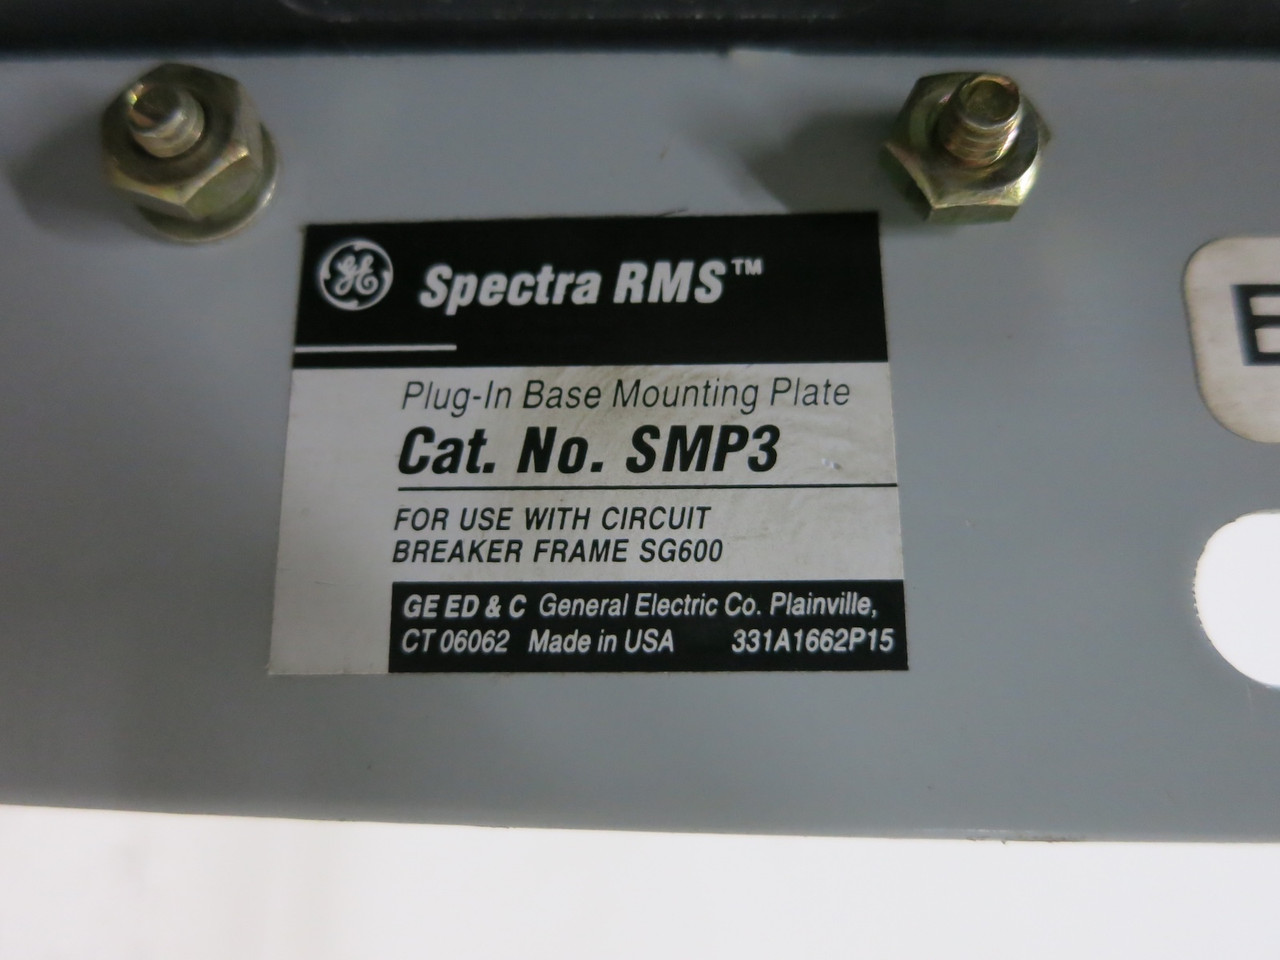 GE Spectra RMS™
Plug-In Base Mounting Plate
Cat. No. SMP3
FOR USE WITH CIRCUIT
BREAKER FRAME SG600
GE ED & C General Electric Co. Plainville,
CT 06062 Made in USA 331A1662P15